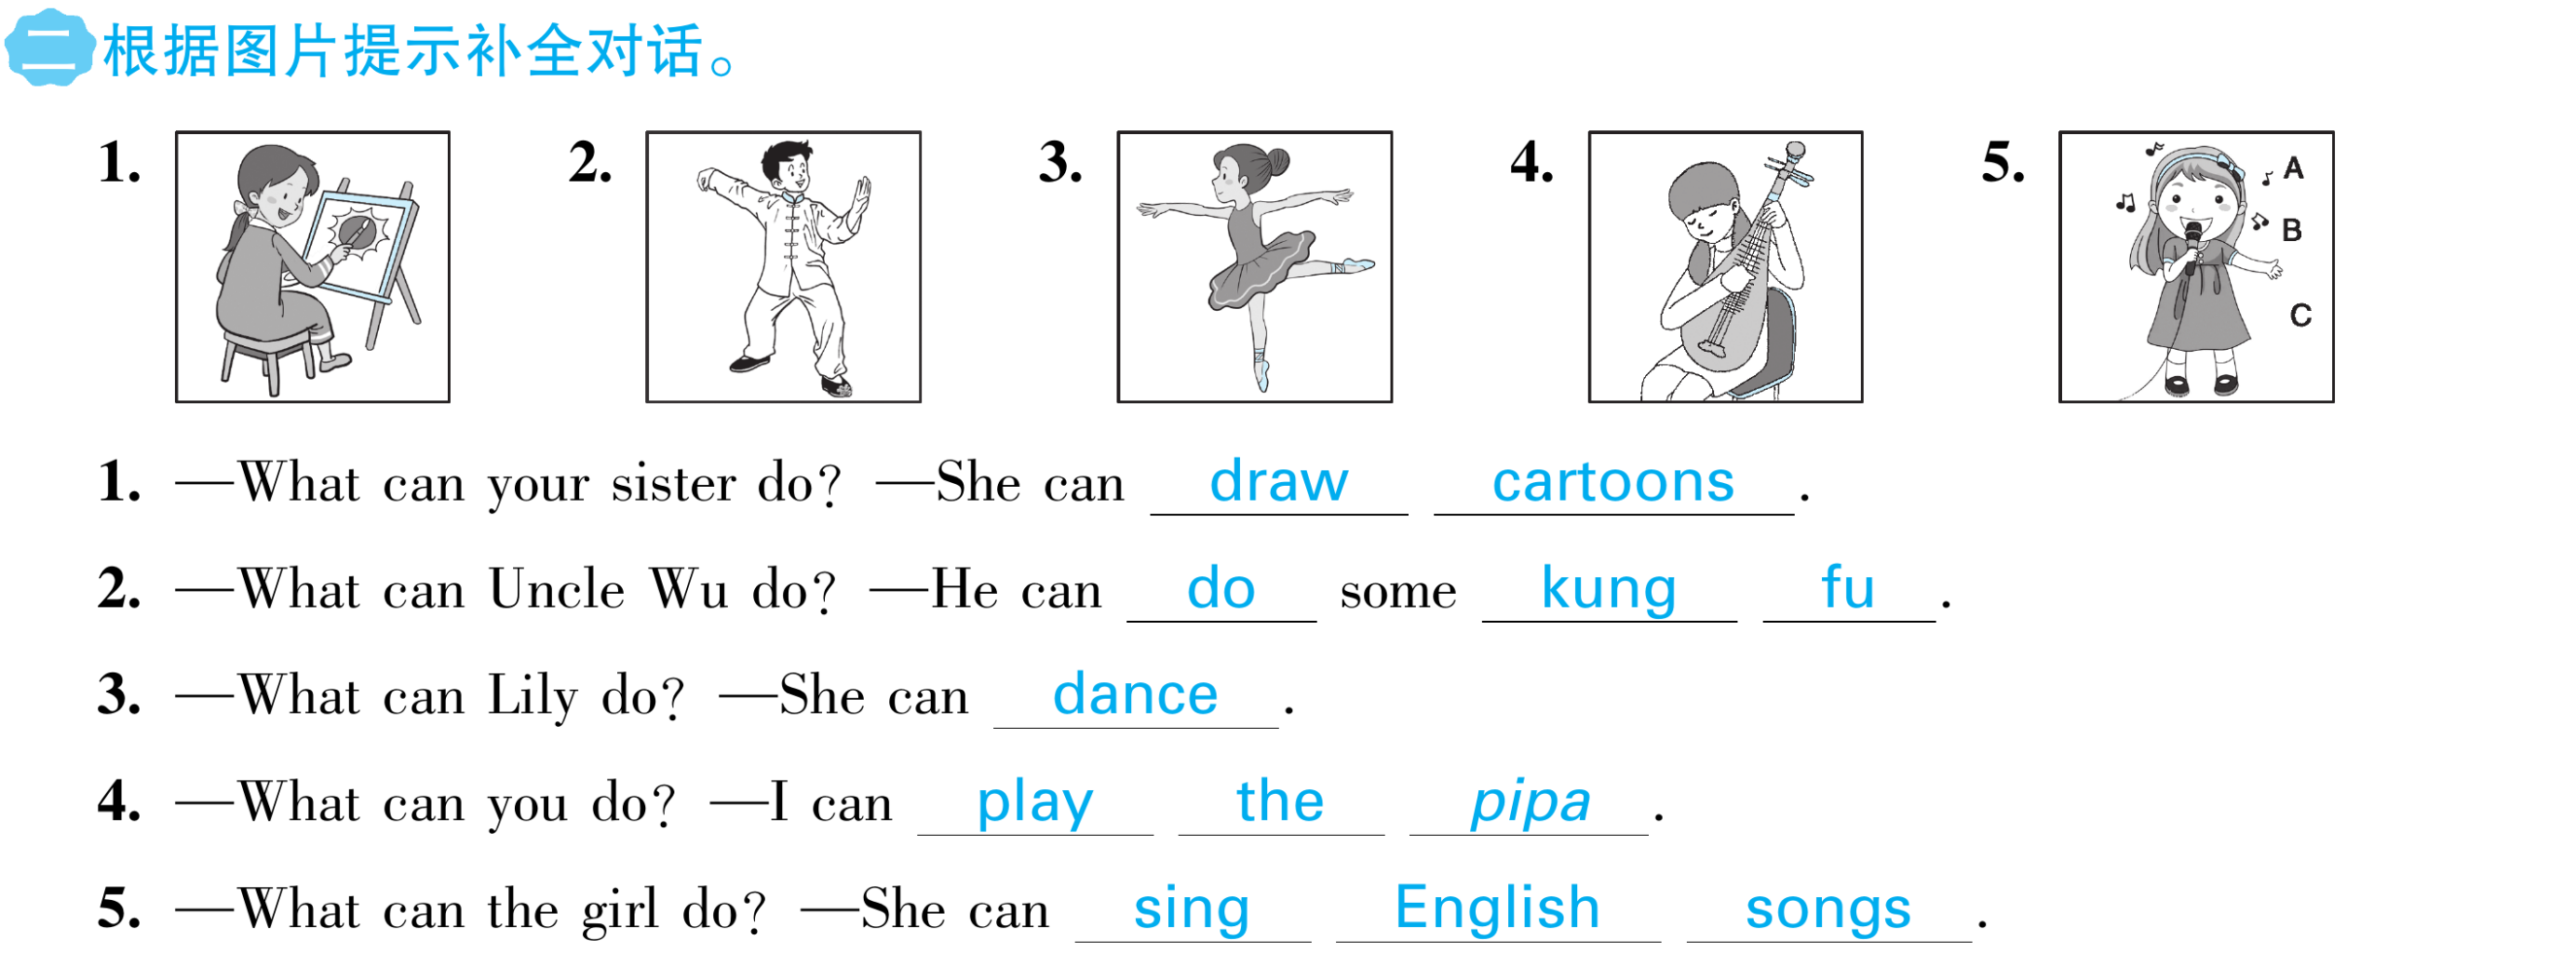 二 根据图片提示补全对话。
1. 2. 3. 4. 5.
A
B
C
1. —What can your sister do? —She can draw cartoons.
2. —What can Uncle Wu do? —He can do some kung fu.
3. —What can Lily do? —She can dance.
4. —What can you do? —I can play the pipa.
5. —What can the girl do? —She can sing English songs.